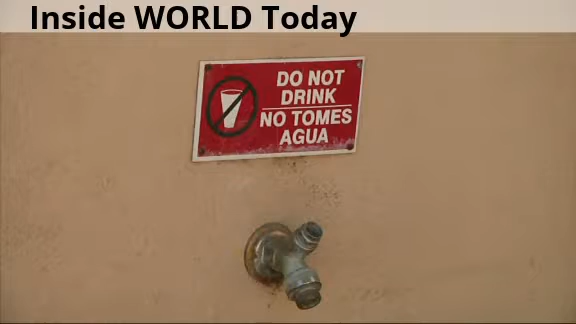 Inside WORLD Today
DO NOT
DRINK
NO TOMES
AGUA